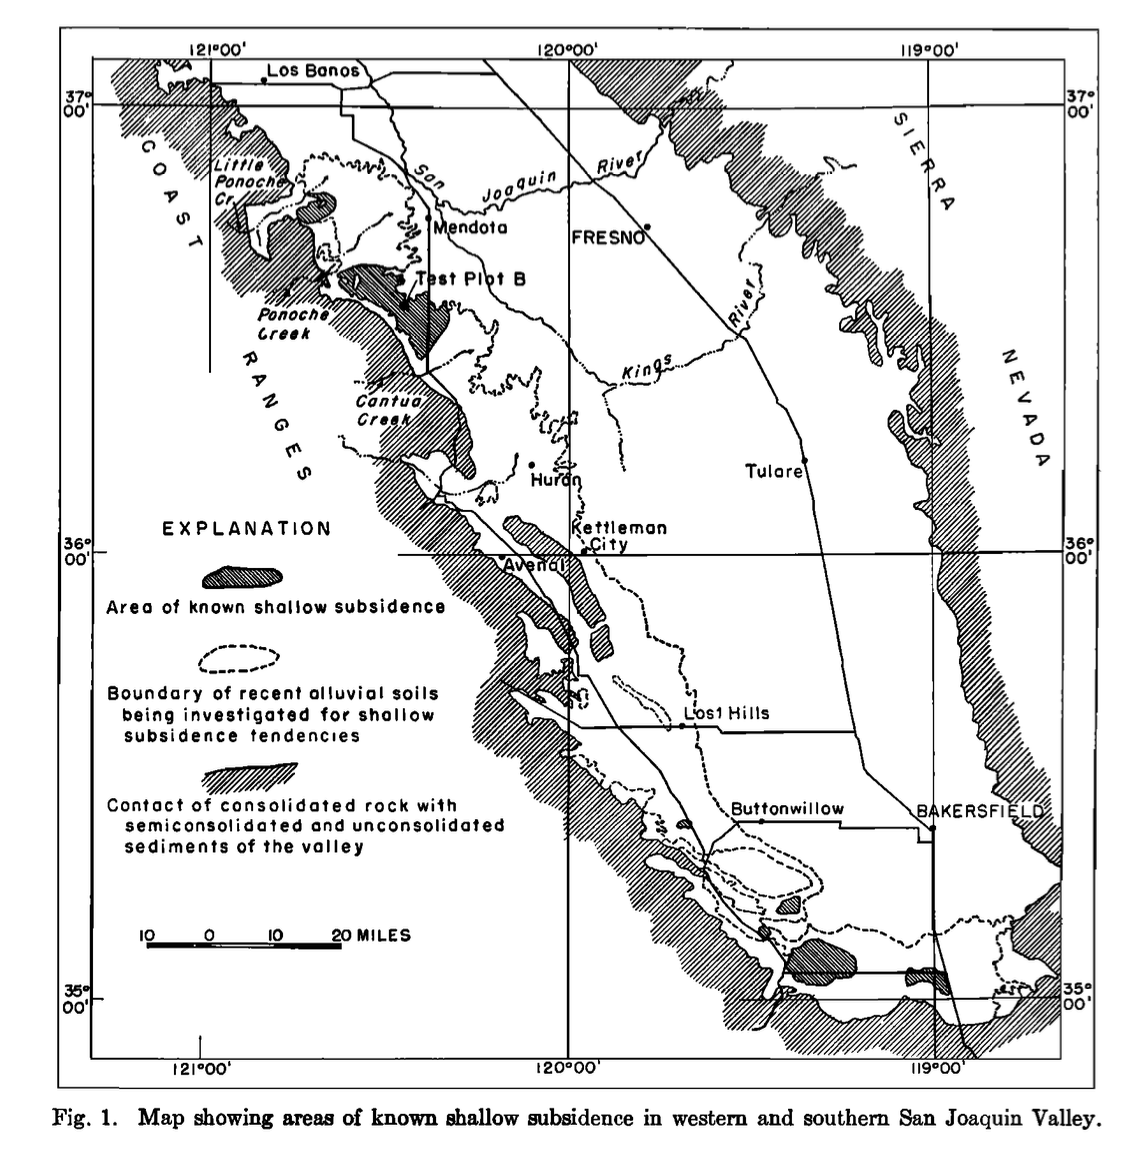 121°00' 120°00' 119°00'
Los Banos
37°
00'
37°
00'
COAST
RANGES
SIERRA
NEVADA
Little
Panoche
Cr.
San
Joaquin
River
Mendota
FRESNO
Test Plot B
Panoche
Creek
River
Kings
Cantua
Creek
Tulare
Huron
EXPLANATION
Kettleman
City
36°
00'
36°
00'
Avenal
Area of known shallow subsidence
Boundary of recent alluvial soils
being investigated for shallow
subsidence tendencies
Lost Hills
Contact of consolidated rock with
semiconsolidated and unconsolidated
sediments of the valley
Buttonwillow
BAKERSFIELD
10 0 10 20 MILES
35°
00'
35°
00'
121°00' 120°00' 119°00'
Fig. 1. Map showing areas of known shallow subsidence in western and southern San Joaquin Valley.